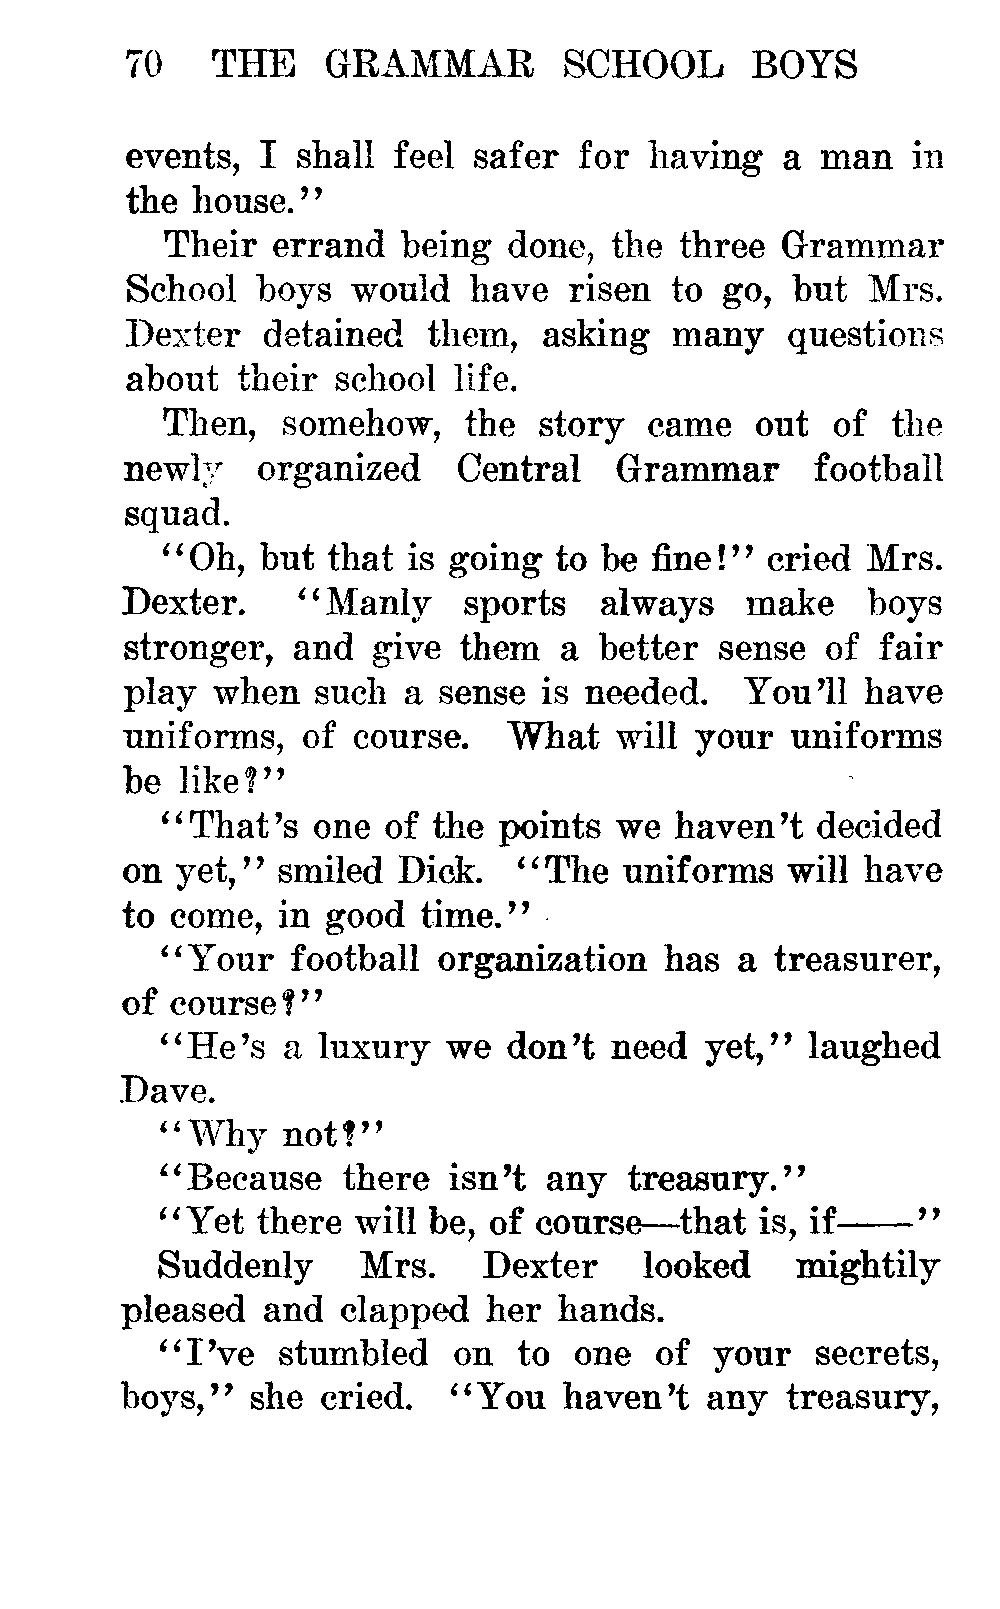 70 THE GRAMMAR SCHOOL BOYS
events, I shall feel safer for having a man in
the house."
Their errand being done, the three Grammar
School boys would have risen to go, but Mrs.
Dexter detained them, asking many questions
about their school life.
Then, somehow, the story came out of the
newly organized Central Grammar football
squad.
"Oh, but that is going to be fine!" cried Mrs.
Dexter. "Manly sports always make boys
stronger, and give them a better sense of fair
play when such a sense is needed. You'll have
uniforms, of course. What will your uniforms
be like?"
"That's one of the points we haven't decided
on yet," smiled Dick. "The uniforms will have
to come, in good time."
"Your football organization has a treasurer,
of course?"
"He's a luxury we don't need yet," laughed
Dave.
"Why not?"
"Because there isn't any treasury."
"Yet there will be, of course—that is, if——"
Suddenly Mrs. Dexter looked mightily
pleased and clapped her hands.
"I've stumbled on to one of your secrets,
boys," she cried. "You haven't any treasury,